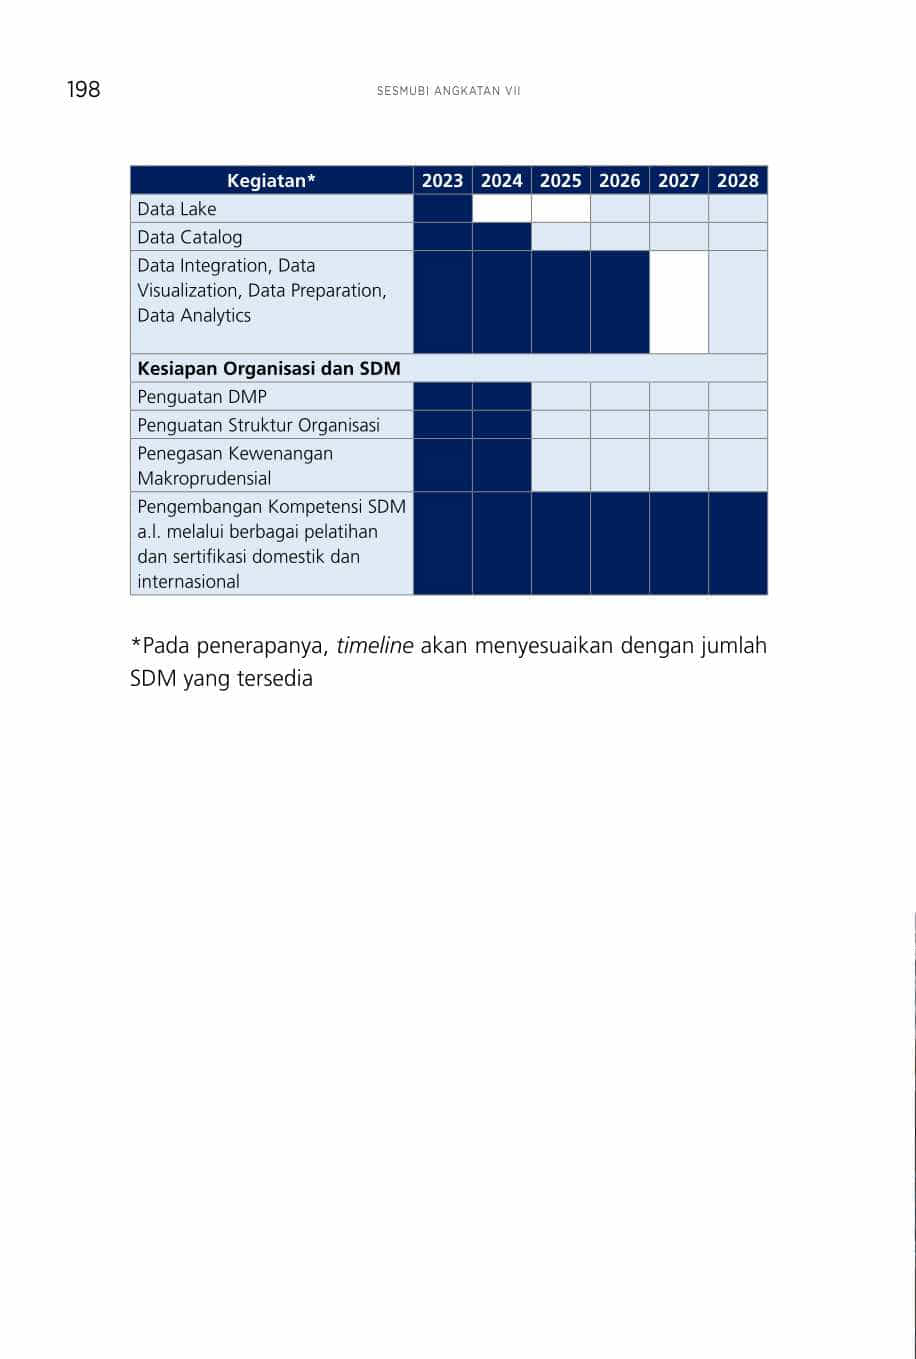 198
SESMUBI ANGKATAN VII
Kegiatan* 2023 2024 2025 2026 2027 2028
Data Lake
Data Catalog
Data Integration, Data
Visualization, Data Preparation,
Data Analytics
Kesiapan Organisasi dan SDM
Penguatan DMP
Penguatan Struktur Organisasi
Penegasan Kewenangan
Makroprudensial
Pengembangan Kompetensi SDM
a.l. melalui berbagai pelatihan
dan sertifikasi domestik dan
internasional
*Pada penerapanya, timeline akan menyesuaikan dengan jumlah
SDM yang tersedia